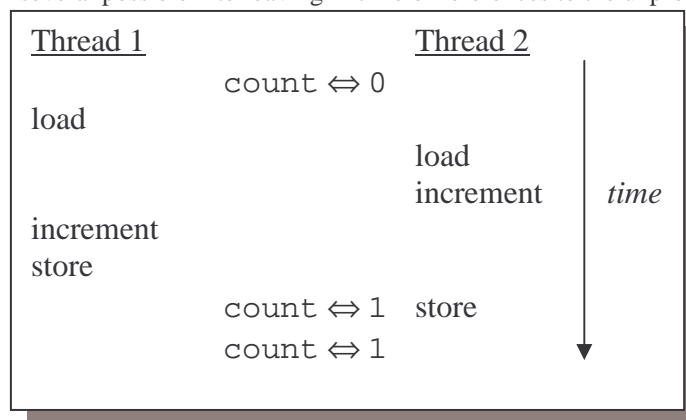 Thread 1 Thread 2
count ⇔ 0
load
load
increment time
increment
store
count ⇔ 1 store
count ⇔ 1